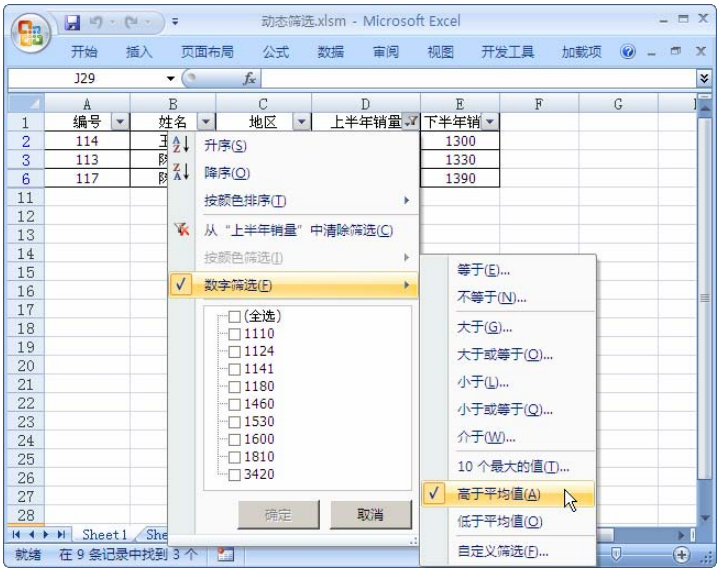 动态筛选.xlsm - Microsoft Excel
开始 插入 页面布局 公式 数据 审阅 视图 开发工具 加载项
J29 fx
A B C D E F G
1 编号 姓名 地区 上半年销量 下半年销
2 114 1300
3 113 1330
6 117 1390
11
12
13
14
15
16
17
18
19
20
21
22
23
24
25
26
27
28
升序(S)
降序(O)
按颜色排序(T)
从“上半年销量”中清除筛选(C)
按颜色筛选(I)
数字筛选(F)
(全选)
1110
1124
1141
1180
1460
1530
1600
1810
3420
确定 取消
等于(E)...
不等于(N)...
大于(G)...
大于或等于(O)...
小于(L)...
小于或等于(Q)...
介于(W)...
10 个最大的值(T)...
高于平均值(A)
低于平均值(O)
自定义筛选(F)...
Sheet1 She
就绪 在 9 条记录中找到 3 个